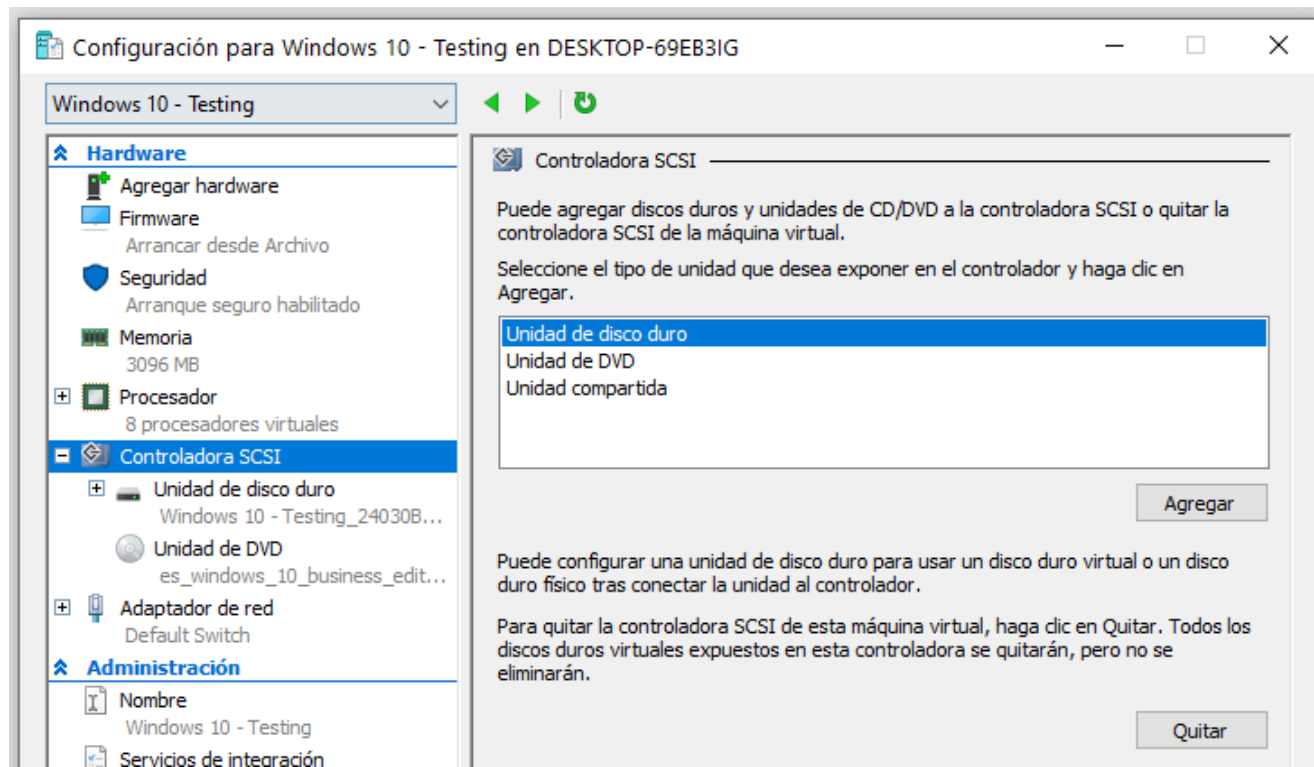 Configuración para Windows 10 - Testing en DESKTOP-69EB3IG
Windows 10 - Testing
Hardware
Agregar hardware
Firmware
Arrancar desde Archivo
Seguridad
Arranque seguro habilitado
Memoria
3096 MB
Procesador
8 procesadores virtuales
Controladora SCSI
Unidad de disco duro
Windows 10 - Testing_24030B...
Unidad de DVD
es_windows_10_business_edit...
Adaptador de red
Default Switch
Administración
Nombre
Windows 10 - Testing
Servicios de integración
Controladora SCSI
Puede agregar discos duros y unidades de CD/DVD a la controladora SCSI o quitar la
controladora SCSI de la máquina virtual.
Seleccione el tipo de unidad que desea exponer en el controlador y haga clic en
Agregar.
Unidad de disco duro
Unidad de DVD
Unidad compartida
Agregar
Puede configurar una unidad de disco duro para usar un disco duro virtual o un disco
duro físico tras conectar la unidad al controlador.
Para quitar la controladora SCSI de esta máquina virtual, haga clic en Quitar. Todos los
discos duros virtuales expuestos en esta controladora se quitarán, pero no se
eliminarán.
Quitar